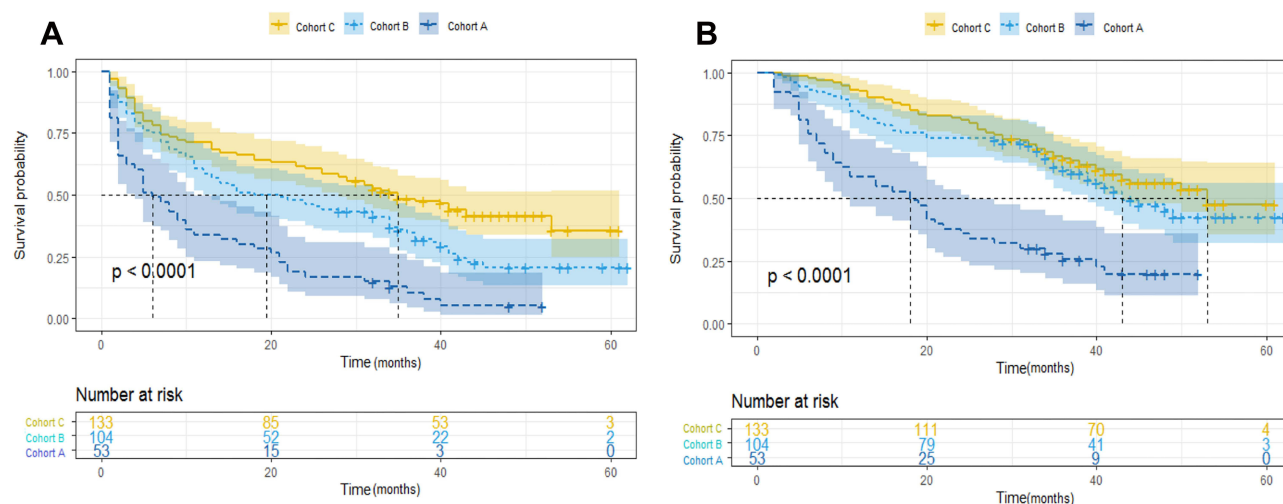 A
Cohort C Cohort B Cohort A
1.00
0.75
0.50
0.25
0.00
Survival probability
p < 0.0001
0 20 40 60
Time (months)
Number at risk
Cohort C 133 85 53 3
Cohort B 104 52 22 2
Cohort A 53 15 3 0
0 20 40 60
Time (months)
B
Cohort C Cohort B Cohort A
1.00
0.75
0.50
0.25
0.00
Survival probability
p < 0.0001
0 20 40 60
Time(months)
Number at risk
Cohort C 133 111 70 4
Cohort B 104 79 41 3
Cohort A 53 25 9 0
0 20 40 60
Time(months)